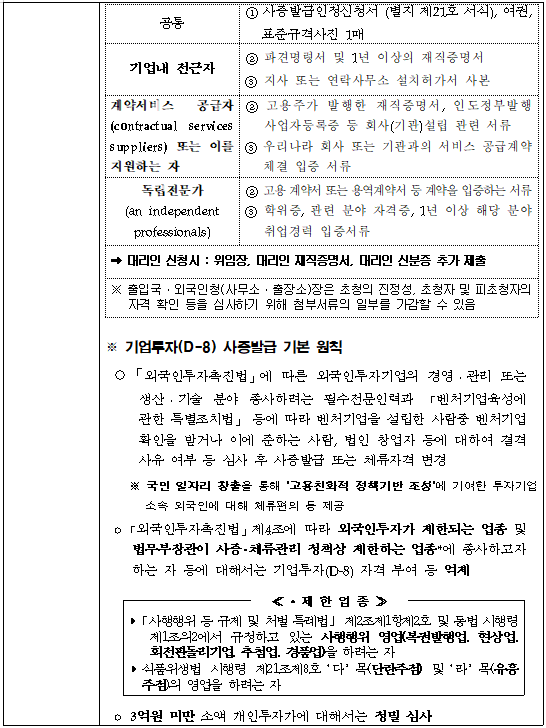 공통
① 사증발급인정신청서 (별지 제21호 서식), 여권,
표준규격사진 1매
기업내 전근자
② 파견명령서 및 1년 이상의 재직증명서
③ 지사 또는 연락사무소 설치허가서 사본
계약서비스 공급자
(contractual services
suppliers) 또는 이를
지원하는 자
② 고용주가 발행한 재직증명서, 인도정부발행
사업자등록증 등 회사(기관)설립 관련 서류
③ 우리나라 회사 또는 기관과의 서비스 공급계약
체결 입증 서류
독립전문가
(an independent
professionals)
② 고용 계약서 또는 용역계약서 등 계약을 입증하는 서류
③ 학위증, 관련 분야 자격증, 1년 이상 해당 분야
취업경력 입증서류
➜ 대리인 신청시 : 위임장, 대리인 재직증명서, 대리인 신분증 추가 제출
※ 출입국·외국인청(사무소·출장소)장은 초청의 진정성, 초청자 및 피초청자의
자격 확인 등을 심사하기 위해 첨부서류의 일부를 가감할 수 있음
※ 기업투자(D-8) 사증발급 기본 원칙
○ 「외국인투자촉진법」에 따른 외국인투자기업의 경영·관리 또는
생산·기술 분야 종사하려는 필수전문인력과 「벤처기업육성에
관한 특별조치법」 등에 따라 벤처기업을 설립한 사람중 벤처기업
확인을 받거나 이에 준하는 사람, 법인 창업자 등에 대하여 결격
사유 여부 등 심사 후 사증발급 또는 체류자격 변경
※ 국민 일자리 창출을 통해 '고용친화적 정책기반 조성'에 기여한 투자기업
소속 외국인에 대해 체류편의 등 제공
○ 「외국인투자촉진법」제4조에 따라 외국인투자가 제한되는 업종 및
법무부장관이 사증·체류관리 정책상 제한하는 업종*에 종사하고자
하는 자 등에 대해서는 기업투자(D-8) 자격 부여 등 억제
≪ * 제 한 업 종 ≫
▸ 「사행행위 등 규제 및 처벌 특례법」 제2조제1항제2호 및 동법 시행령
제1조의2에서 규정하고 있는 사행행위 영업(복권발행업, 현상업,
회전판돌리기업, 추첨업, 경품업)을 하려는 자
▸ 식품위생법 시행령 제21조제8호 '다' 목(단란주점) 및 '라' 목(유흥
주점)의 영업을 하려는 자
○ 3억원 미만 소액 개인투자가에 대해서는 정밀 심사